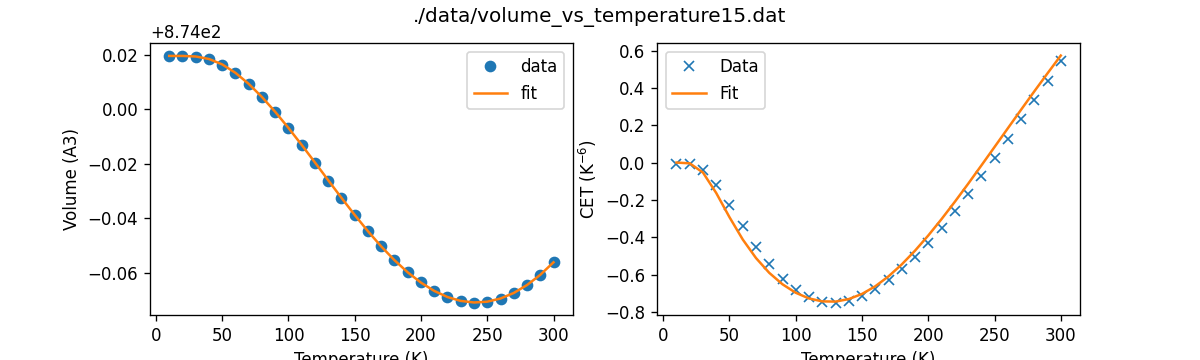 ./data/volume_vs_temperature15.dat
+8.74e2
0.02
0.00
−0.02
−0.04
−0.06
Volume (A3)
data
fit
0 50 100 150 200 250 300
Temperature (K)
0.6
0.4
0.2
0.0
−0.2
−0.4
−0.6
−0.8
CET (K⁻⁶)
Data
Fit
0 50 100 150 200 250 300
Temperature (K)